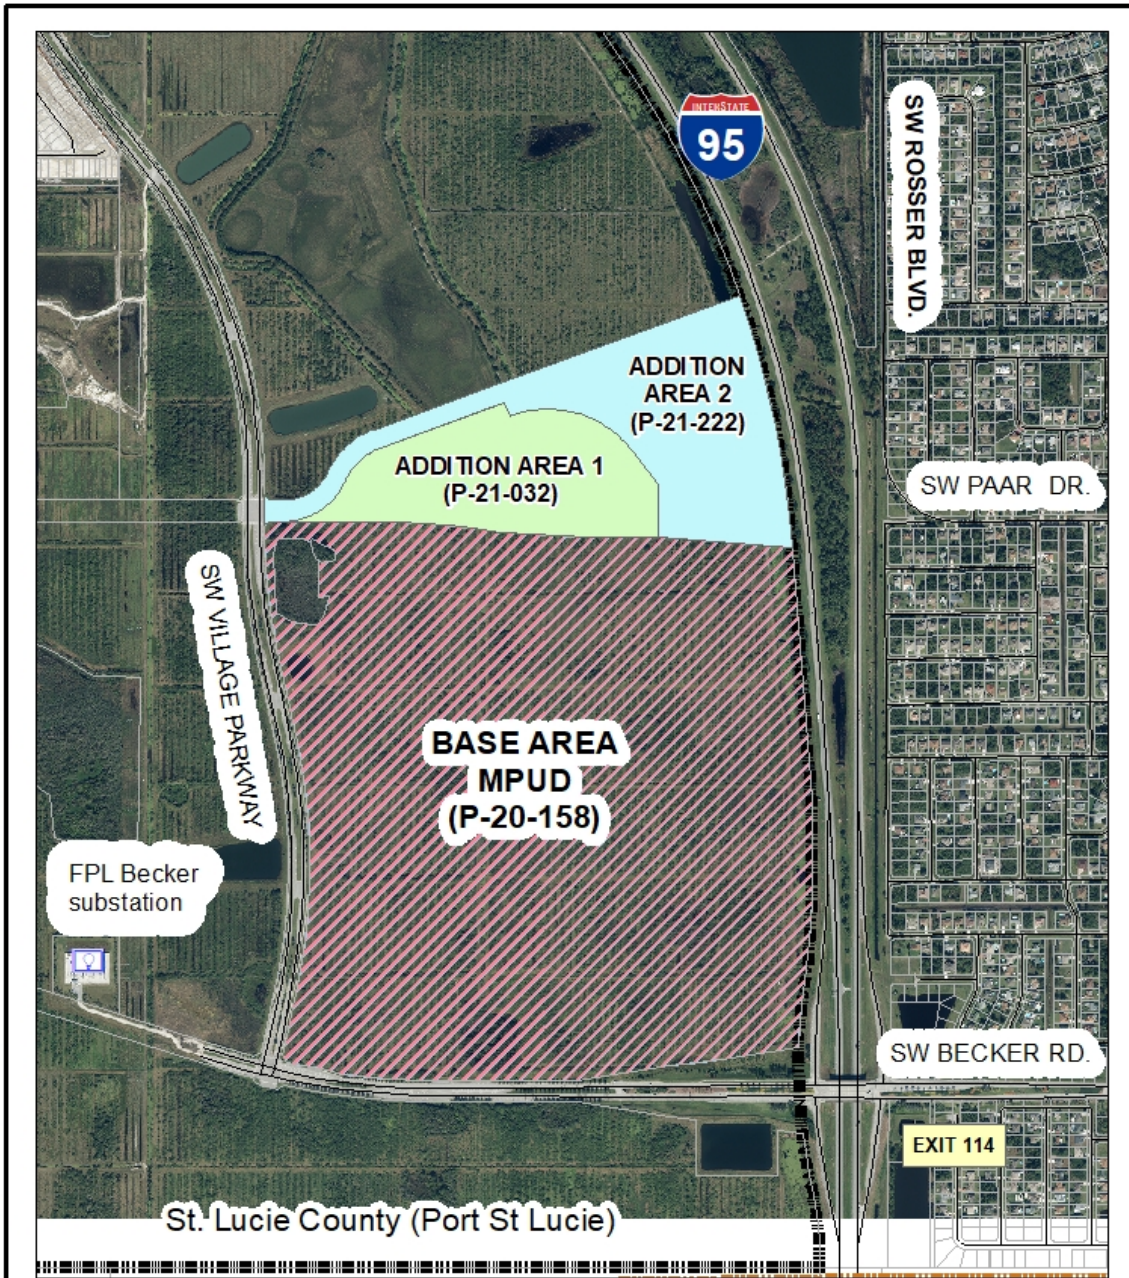 INTERSTATE
95
SW ROSSER BLVD.
ADDITION
AREA 2
(P-21-222)
ADDITION AREA 1
(P-21-032)
SW PAAR DR.
SW VILLAGE PARKWAY
BASE AREA
MPUD
(P-20-158)
FPL Becker
substation
SW BECKER RD.
EXIT 114
St. Lucie County (Port St Lucie)